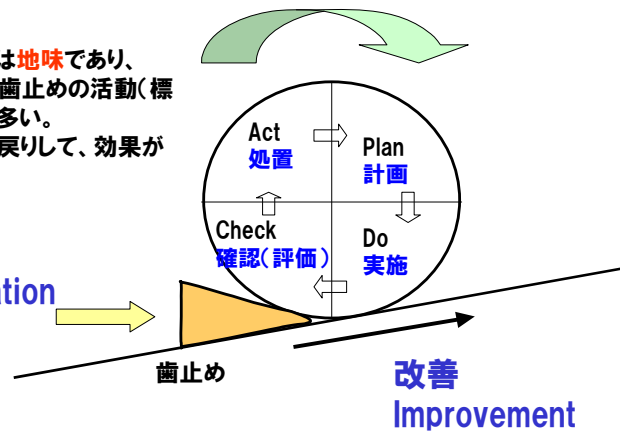 は地味であり、
歯止めの活動(標
多い。
戻りして、効果が
Act
処置
Plan
計画
Check
確認(評価)
Do
実施
ation
歯止め
改善
Improvement